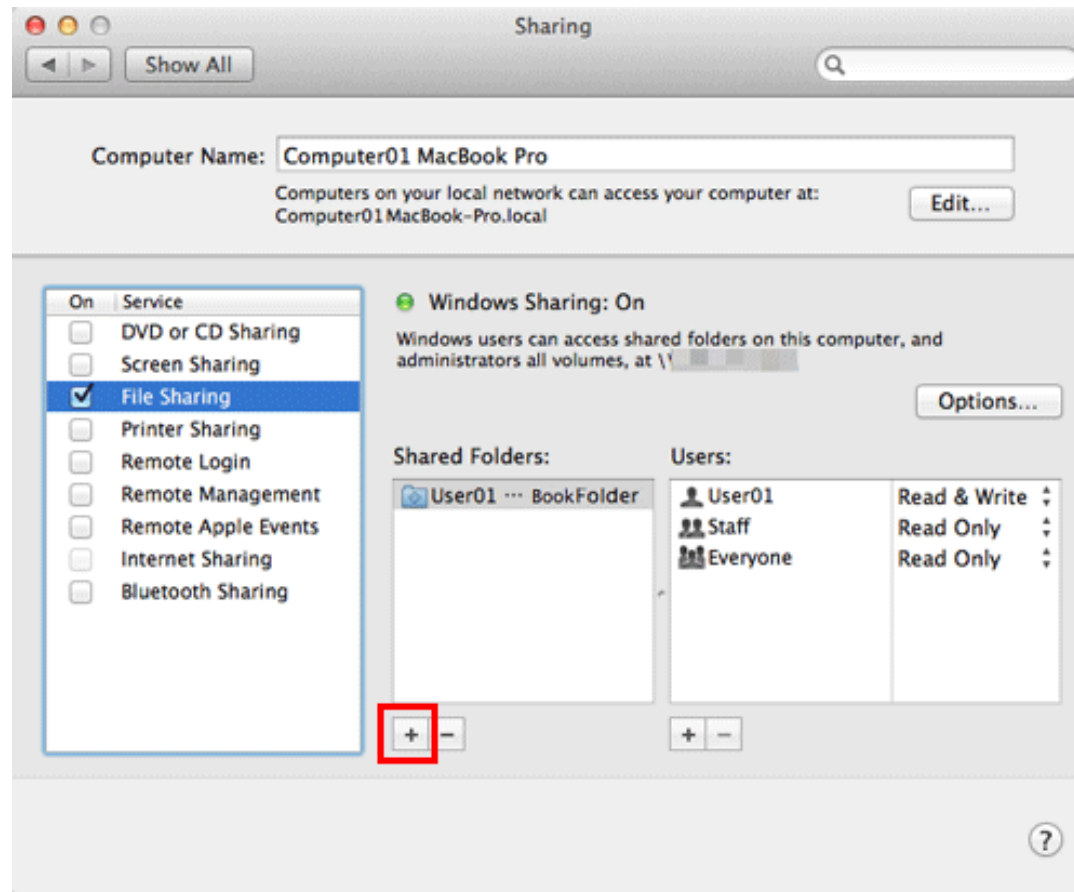 Sharing
Show All
Computer Name: Computer01 MacBook Pro
Computers on your local network can access your computer at:
Computer01MacBook-Pro.local
Edit...
On Service
DVD or CD Sharing
Screen Sharing
File Sharing
Printer Sharing
Remote Login
Remote Management
Remote Apple Events
Internet Sharing
Bluetooth Sharing
Windows Sharing: On
Windows users can access shared folders on this computer, and
administrators all volumes, at \\
Options...
Shared Folders:
User01 ··· BookFolder
+ −
Users:
User01 Read & Write
Staff Read Only
Everyone Read Only
+ −
?